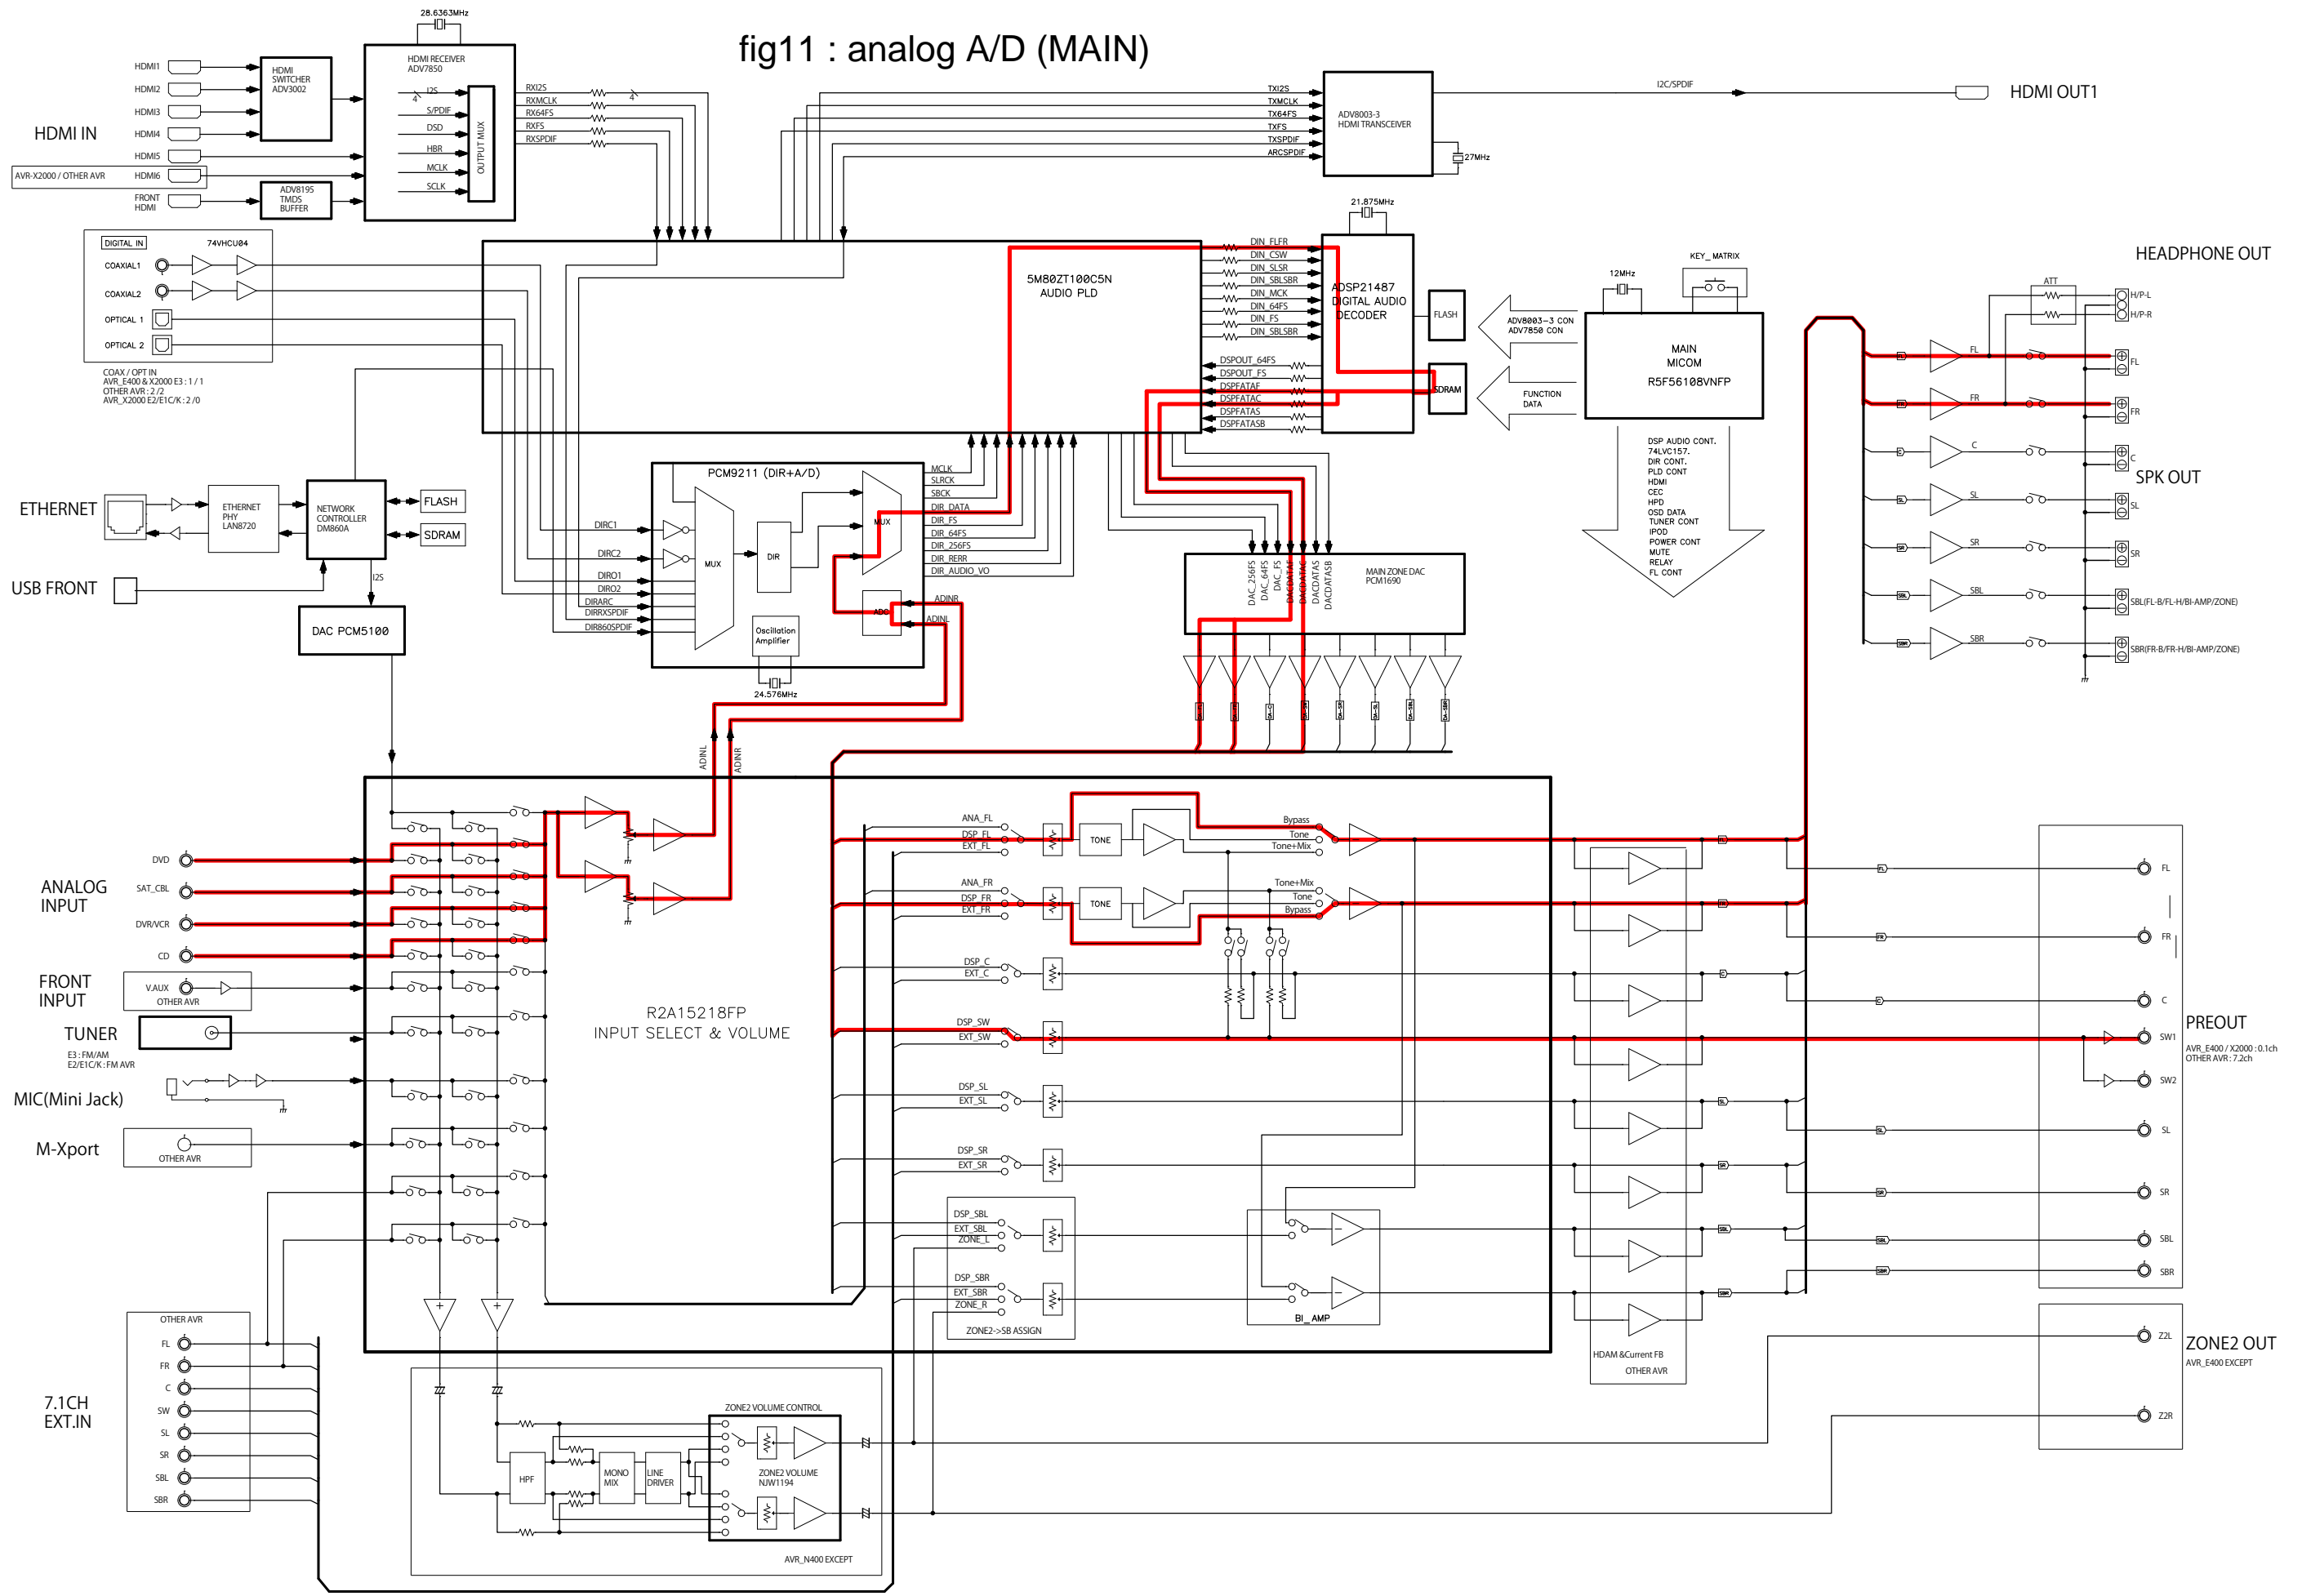 fig11 : analog A/D (MAIN)
28.6363MHz
HDMI IN
HDMI1
HDMI2
HDMI3
HDMI4
HDMI5
AVR-X2000 / OTHER AVR
HDMI6
FRONT
HDMI
HDMI
SWITCHER
ADV3002
ADV8195
TMDS
BUFFER
HDMI RECEIVER
ADV7850
4
I2S
S/PDIF
DSD
HBR
MCLK
SCLK
OUTPUT MUX
RXI2S
4
RXMCLK
RX64FS
RXFS
RXSPDIF
TXI2S
TXMCLK
TX64FS
TXFS
TXSPDIF
ARCSPDIF
ADV8003-3
HDMI TRANSCEIVER
27MHz
I2C/SPDIF
HDMI OUT1
DIGITAL IN
74VHCU04
COAXIAL1
COAXIAL2
OPTICAL 1
OPTICAL 2
COAX / OPT IN
AVR_E400 & X2000 E3 : 1 / 1
OTHER AVR : 2 /2
AVR_X2000 E2/E1C/K : 2 /0
5M80ZT100C5N
AUDIO PLD
DIN_FLFR
DIN_CSW
DIN_SLSR
DIN_SBLSBR
DIN_MCK
DIN_64FS
DIN_FS
DIN_SBLSBR
DSPOUT_64FS
DSPOUT_FS
DSPFATAF
DSPFATAC
DSPFATAS
DSPFATASB
21.875MHz
ADSP21487
DIGITAL AUDIO
DECODER
FLASH
SDRAM
ADV8003-3 CON
ADV7850 CON
FUNCTION
DATA
12MHz
KEY_MATRIX
MAIN
MICOM
R5F56108VNFP
DSP AUDIO CONT.
74LVC157.
DIR CONT.
PLD CONT
HDMI
CEC
HPD
OSD DATA
TUNER CONT
IPOD
POWER CONT
MUTE
RELAY
FL CONT
HEADPHONE OUT
ATT
H/P-L
H/P-R
FL
FL
FL
FR
FR
FR
C
C
C
SPK OUT
SL
SL
SL
SR
SR
SR
SBL
SBL
SBL(FL-B/FL-H/BI-AMP/ZONE)
SBR
SBR
SBR(FR-B/FR-H/BI-AMP/ZONE)
ETHERNET
ETHERNET
PHY
LAN8720
NETWORK
CONTROLLER
DM860A
FLASH
SDRAM
USB FRONT
I2S
DAC PCM5100
PCM9211 (DIR+A/D)
DIRC1
DIRC2
DIRO1
DIRO2
DIRARC
DIRRXSPDIF
DIR860SPDIF
MUX
DIR
MUX
ADC
Oscillation
Amplifier
24.576MHz
MCLK
SLRCK
SBCK
DIR_DATA
DIR_FS
DIR_64FS
DIR_256FS
DIR_RERR
DIR_AUDIO_VO
ADINR
ADINL
ADINL
ADINR
DAC_256FS
DAC_64FS
DAC_FS
DACDATAF
DACDATAC
DACDATAS
DACDATASB
MAIN ZONE DAC
PCM1690
ANALOG
INPUT
DVD
SAT_CBL
DVR/VCR
CD
FRONT
INPUT
V.AUX
OTHER AVR
TUNER
E3 : FM/AM
E2/E1C/K : FM AVR
MIC(Mini Jack)
M-Xport
OTHER AVR
7.1CH
EXT.IN
OTHER AVR
FL
FR
C
SW
SL
SR
SBL
SBR
R2A15218FP
INPUT SELECT & VOLUME
ANA_FL
DSP_FL
EXT_FL
TONE
Bypass
Tone
Tone+Mix
ANA_FR
DSP_FR
EXT_FR
TONE
Tone+Mix
Tone
Bypass
DSP_C
EXT_C
DSP_SW
EXT_SW
DSP_SL
EXT_SL
DSP_SR
EXT_SR
DSP_SBL
EXT_SBL
ZONE_L
DSP_SBR
EXT_SBR
ZONE_R
ZONE2->SB ASSIGN
BI_AMP
HDAM &Current FB
OTHER AVR
FL
FR
C
SW1
SW2
SL
SR
SBL
SBR
PREOUT
AVR_E400 / X2000 : 0.1ch
OTHER AVR : 7.2ch
Z2L
Z2R
ZONE2 OUT
AVR_E400 EXCEPT
HPF
MONO
MIX
LINE
DRIVER
ZONE2 VOLUME CONTROL
ZONE2 VOLUME
NJW1194
AVR_N400 EXCEPT